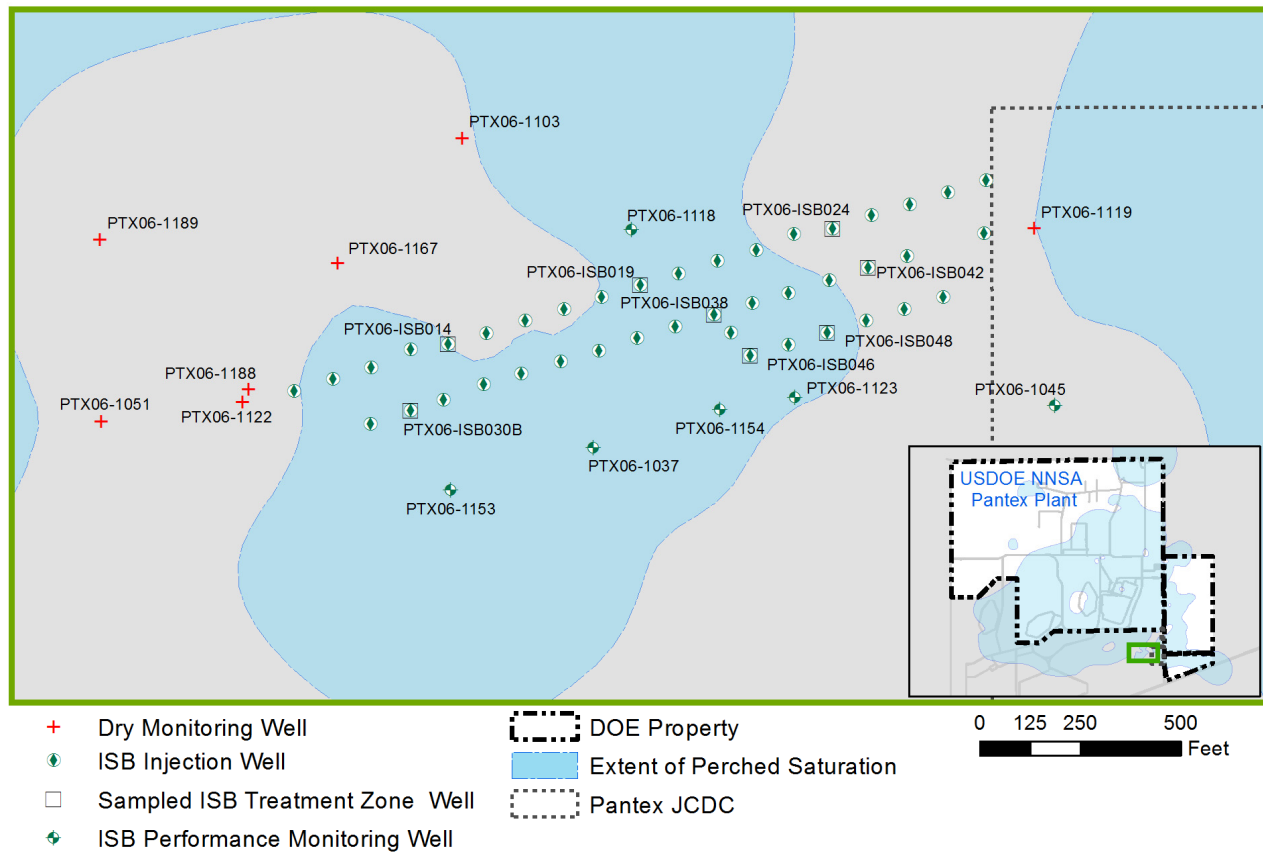 PTX06-1103
PTX06-1189
PTX06-1167
PTX06-1118
PTX06-ISB024
PTX06-1119
PTX06-ISB019
PTX06-ISB042
PTX06-ISB038
PTX06-ISB014
PTX06-ISB048
PTX06-ISB046
PTX06-1188
PTX06-1123
PTX06-1045
PTX06-1051
PTX06-1122
PTX06-ISB030B
PTX06-1154
PTX06-1037
PTX06-1153
USDOE NNSA
Pantex Plant
Dry Monitoring Well
ISB Injection Well
Sampled ISB Treatment Zone Well
ISB Performance Monitoring Well
DOE Property
Extent of Perched Saturation
Pantex JCDC
0 125 250 500
Feet